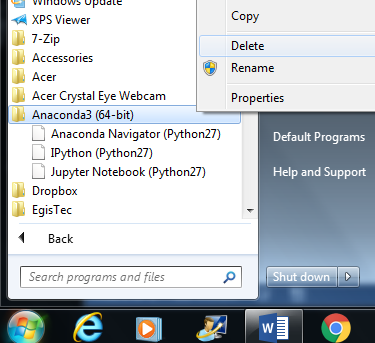 Windows Update
XPS Viewer
7-Zip
Accessories
Acer
Acer Crystal Eye Webcam
Anaconda3 (64-bit)
Anaconda Navigator (Python27)
IPython (Python27)
Jupyter Notebook (Python27)
Dropbox
EgisTec
Back
Search programs and files
Copy
Delete
Rename
Properties
Default Programs
Help and Support
Shut down
W